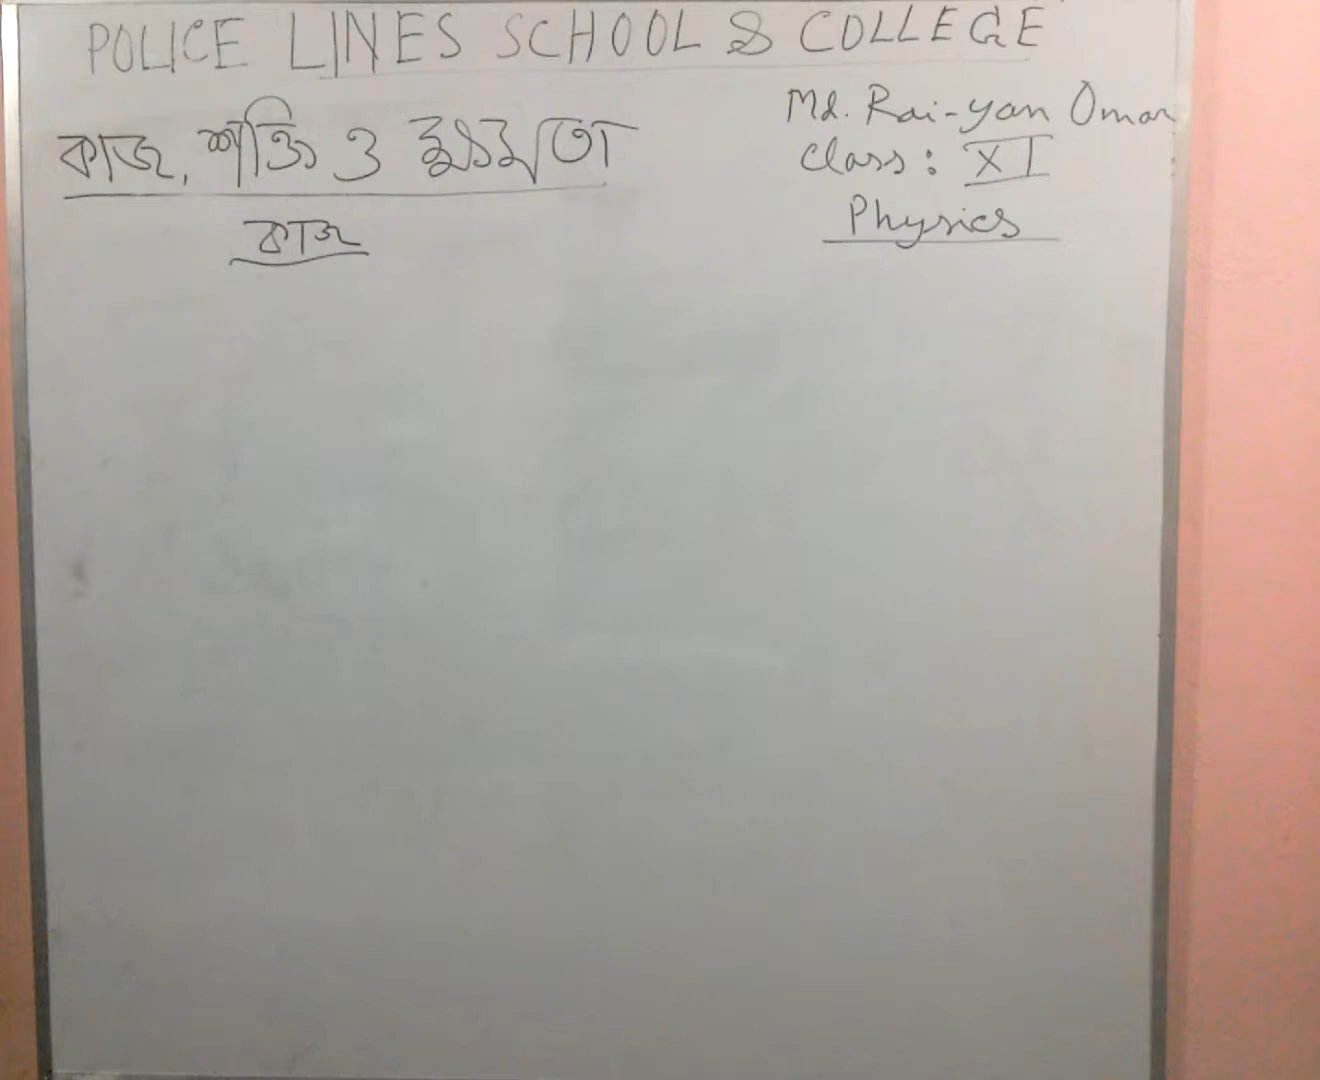 POLICE LINES SCHOOL & COLLEGE
Md. Rai-yan Omar
কাজ, শক্তি ও ক্ষমতা
Class: XI
Physics
কাজ